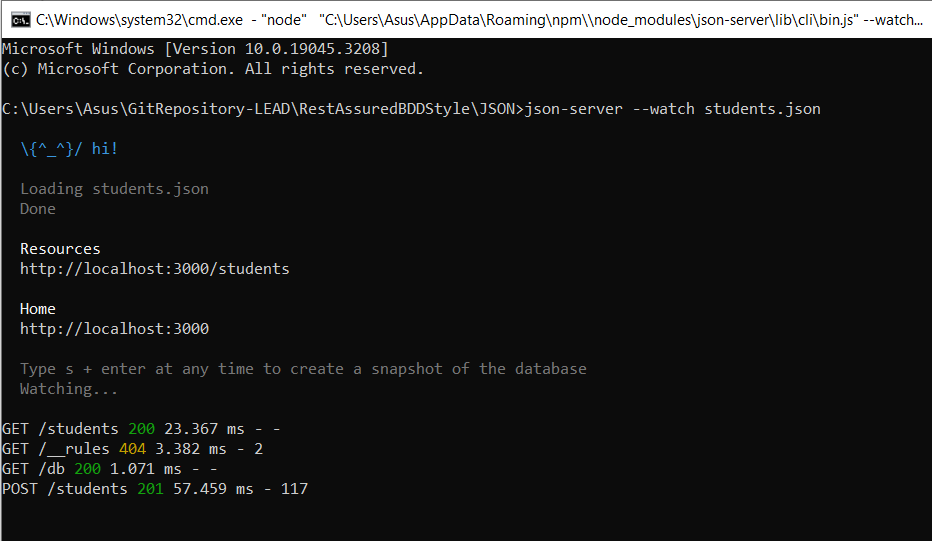 C:\Windows\system32\cmd.exe - "node"  "C:\Users\Asus\AppData\Roaming\npm\\node_modules\json-server\lib\cli\bin.js" --watch...
Microsoft Windows [Version 10.0.19045.3208]
(c) Microsoft Corporation. All rights reserved.
C:\Users\Asus\GitRepository-LEAD\RestAssuredBDDStyle\JSON>json-server --watch students.json
\{^_^}/ hi!
Loading students.json
Done
Resources
http://localhost:3000/students
Home
http://localhost:3000
Type s + enter at any time to create a snapshot of the database
Watching...
GET /students 200 23.367 ms - -
GET /__rules 404 3.382 ms - 2
GET /db 200 1.071 ms - -
POST /students 201 57.459 ms - 117